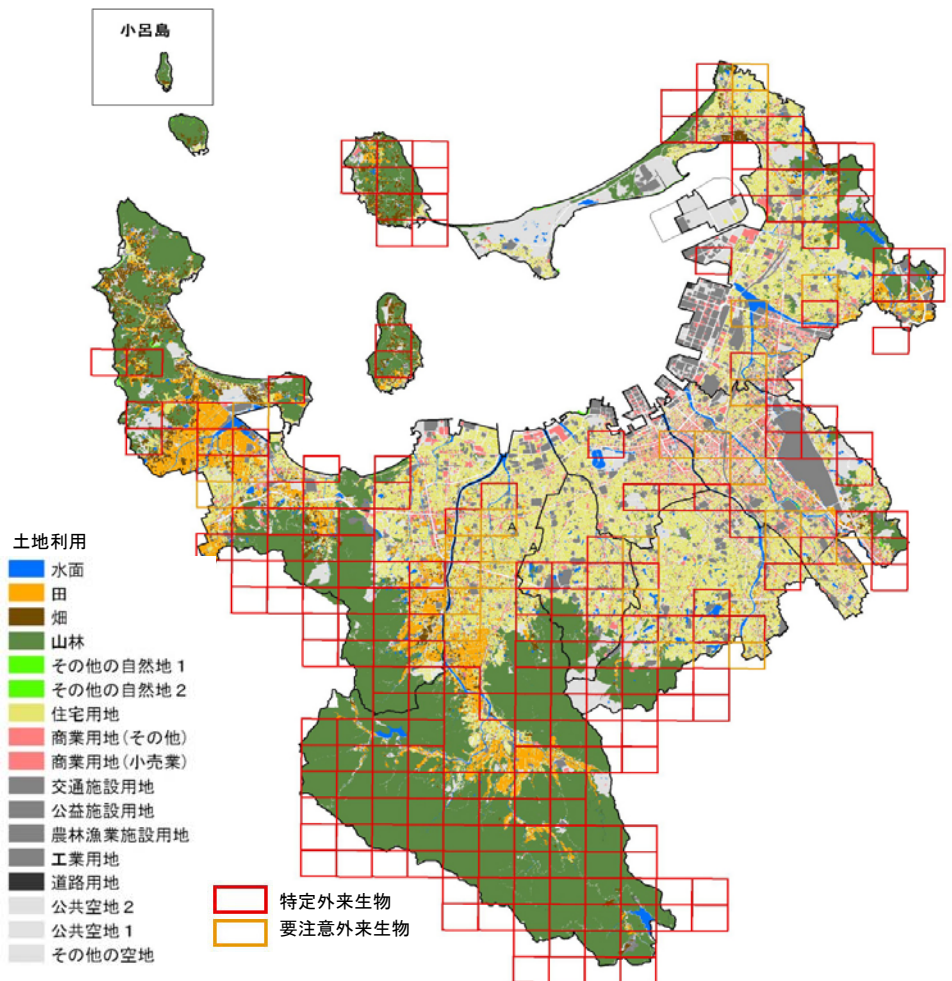 小呂島
土地利用
水面
田
畑
山林
その他の自然地1
その他の自然地2
住宅用地
商業用地(その他)
商業用地(小売業)
交通施設用地
公益施設用地
農林漁業施設用地
工業用地
道路用地
公共空地2
公共空地1
その他の空地
特定外来生物
要注意外来生物